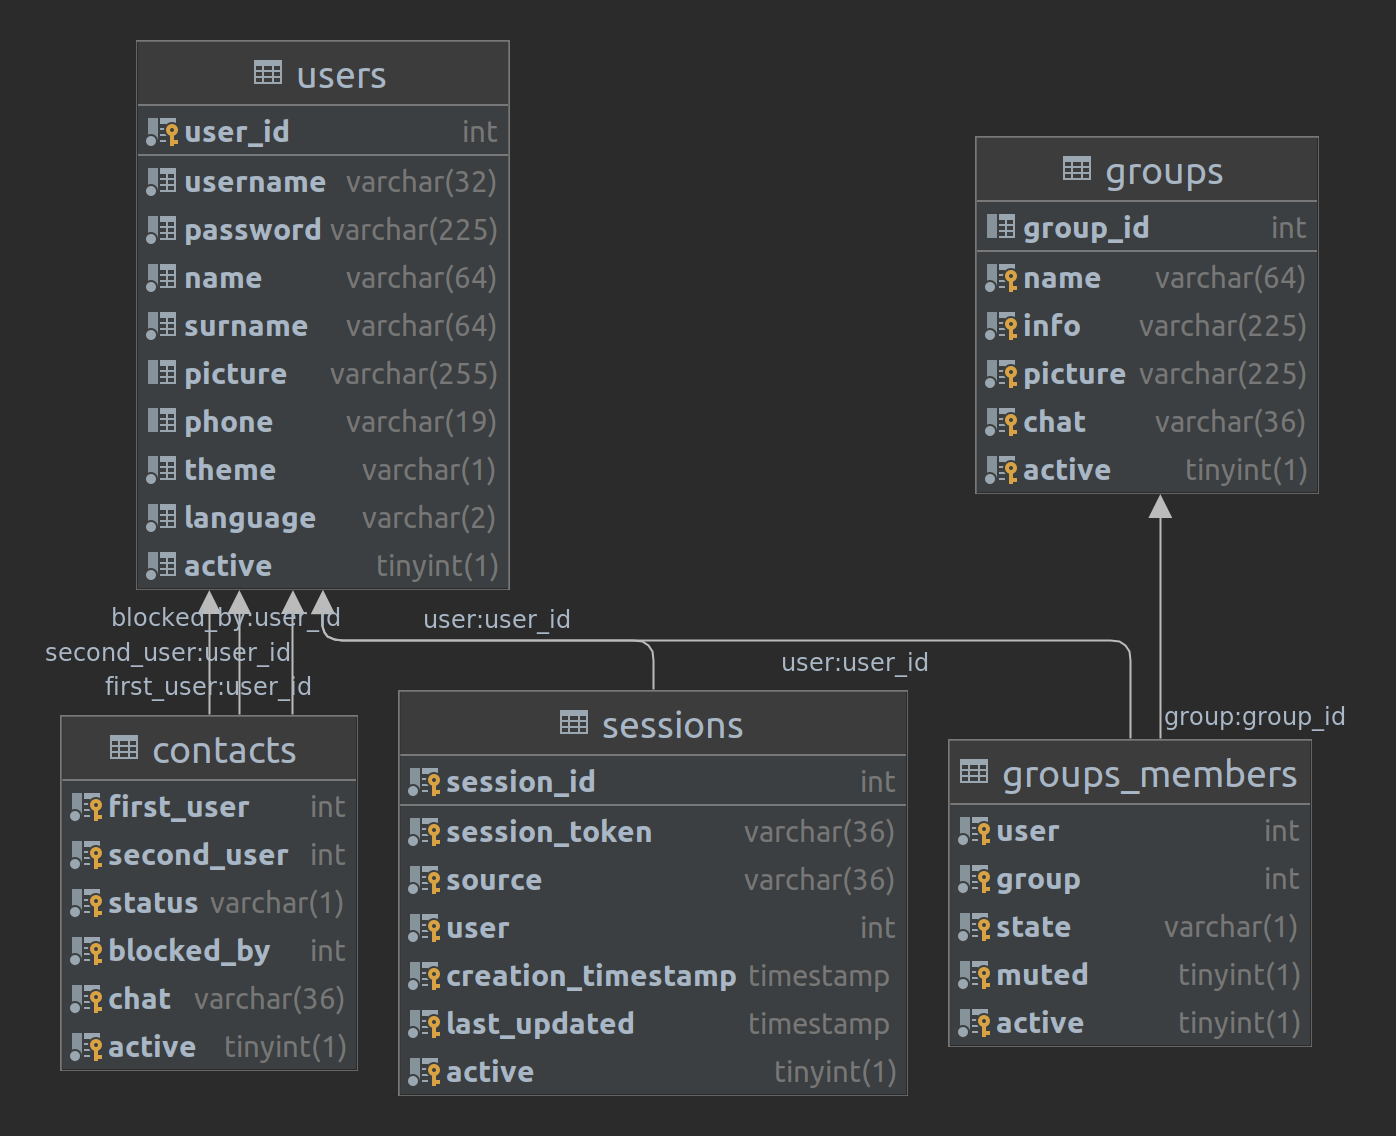 users
user_id int
username varchar(32)
password varchar(225)
name varchar(64)
surname varchar(64)
picture varchar(255)
phone varchar(19)
theme varchar(1)
language varchar(2)
active tinyint(1)
groups
group_id int
name varchar(64)
info varchar(225)
picture varchar(225)
chat varchar(36)
active tinyint(1)
blocked_by:user_id
second_user:user_id
first_user:user_id
user:user_id
user:user_id
group:group_id
contacts
first_user int
second_user int
status varchar(1)
blocked_by int
chat varchar(36)
active tinyint(1)
sessions
session_id int
session_token varchar(36)
source varchar(36)
user int
creation_timestamp timestamp
last_updated timestamp
active tinyint(1)
groups_members
user int
group int
state varchar(1)
muted tinyint(1)
active tinyint(1)